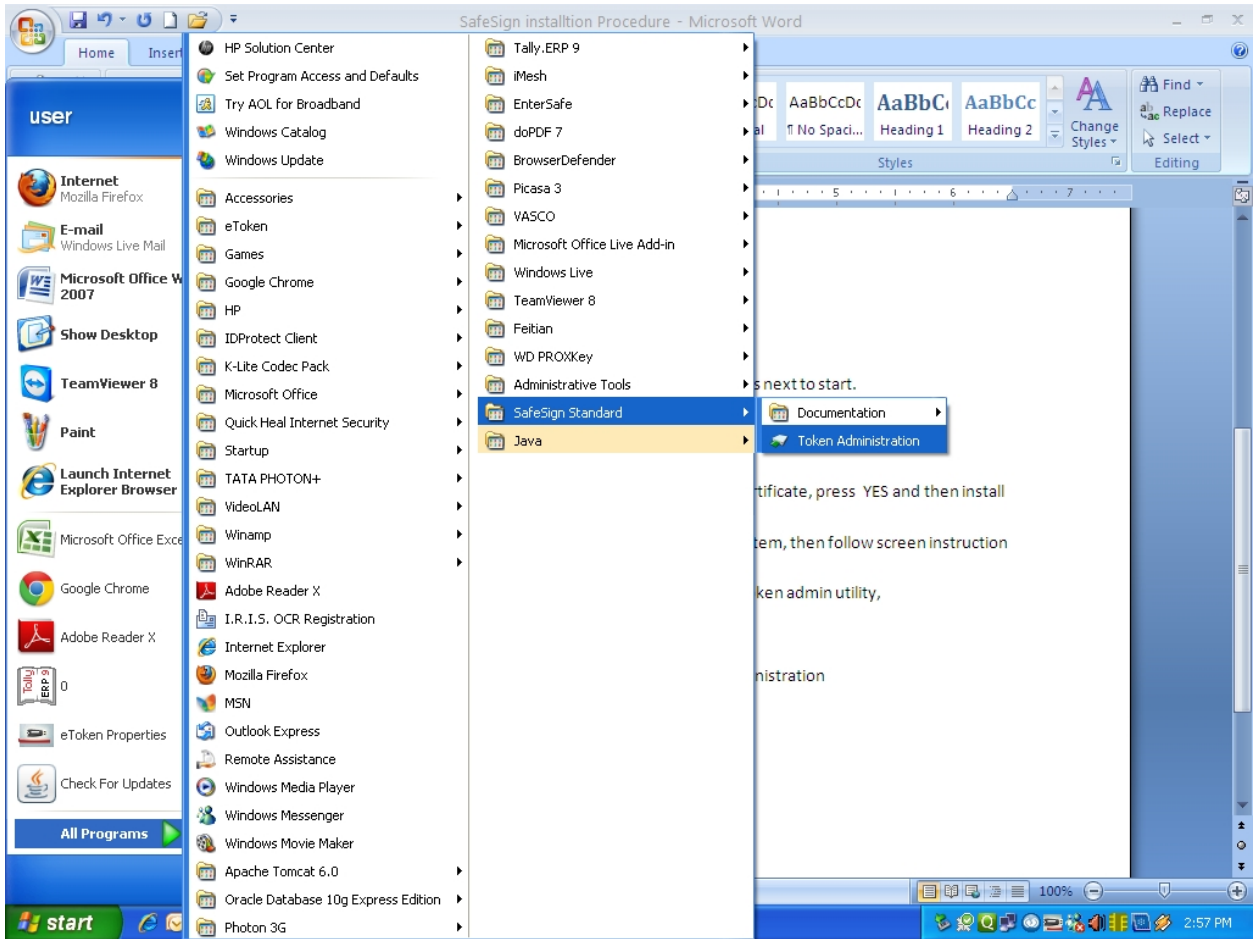 SafeSign installtion Procedure - Microsoft Word
Home Insert
user
Internet
Mozilla Firefox
E-mail
Windows Live Mail
Microsoft Office W
2007
Show Desktop
TeamViewer 8
Paint
Launch Internet
Explorer Browser
Microsoft Office Exce
Google Chrome
Adobe Reader X
Tally
ERP 9
0
eToken Properties
Check For Updates
All Programs
HP Solution Center
Set Program Access and Defaults
Try AOL for Broadband
Windows Catalog
Windows Update
Accessories
eToken
Games
Google Chrome
HP
IDProtect Client
K-Lite Codec Pack
Microsoft Office
Quick Heal Internet Security
Startup
TATA PHOTON+
VideoLAN
Winamp
WinRAR
Adobe Reader X
I.R.I.S. OCR Registration
Internet Explorer
Mozilla Firefox
MSN
Outlook Express
Remote Assistance
Windows Media Player
Windows Messenger
Windows Movie Maker
Apache Tomcat 6.0
Oracle Database 10g Express Edition
Photon 3G
Tally.ERP 9
iMesh
EnterSafe
doPDF 7
BrowserDefender
Picasa 3
VASCO
Microsoft Office Live Add-in
Windows Live
TeamViewer 8
Feitian
WD PROXKey
Administrative Tools
SafeSign Standard
Java
Documentation
Token Administration
AaBbCcDc AaBbCc AaBbCc
¶ No Spaci... Heading 1 Heading 2
Change
Styles
Styles
Find
Replace
Select
Editing
5 6 7
s next to start.
tificate, press YES and then install
tem, then follow screen instruction
ken admin utility,
nistration
100%
start
2:57 PM